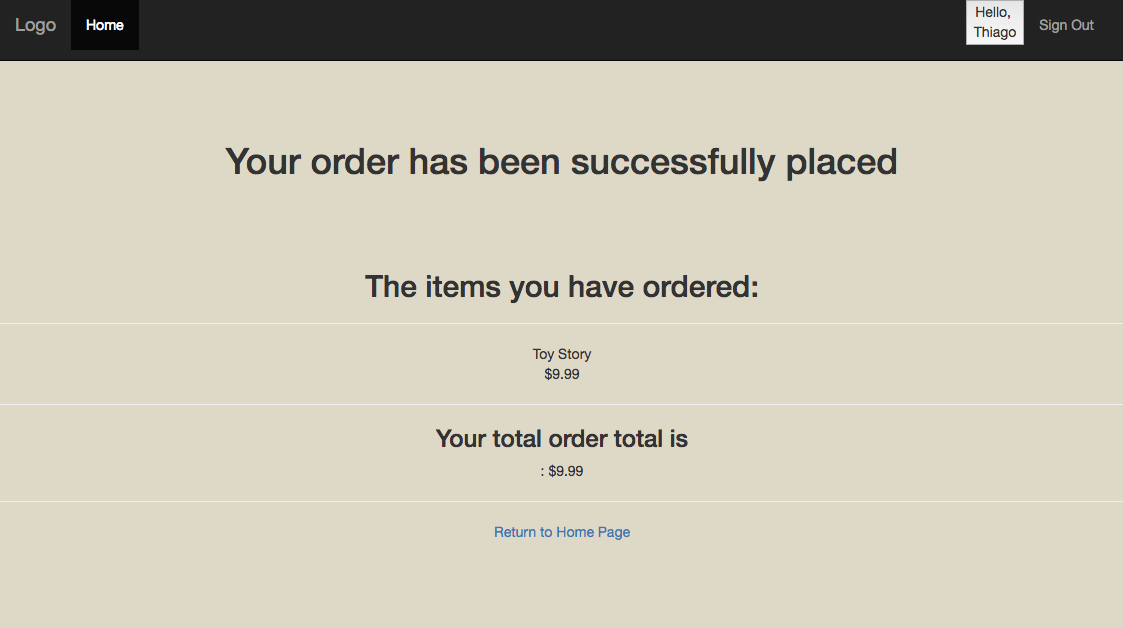 Logo
Home
Hello,
Thiago
Sign Out
Your order has been successfully placed
The items you have ordered:
Toy Story
$9.99
Your total order total is
: $9.99
Return to Home Page